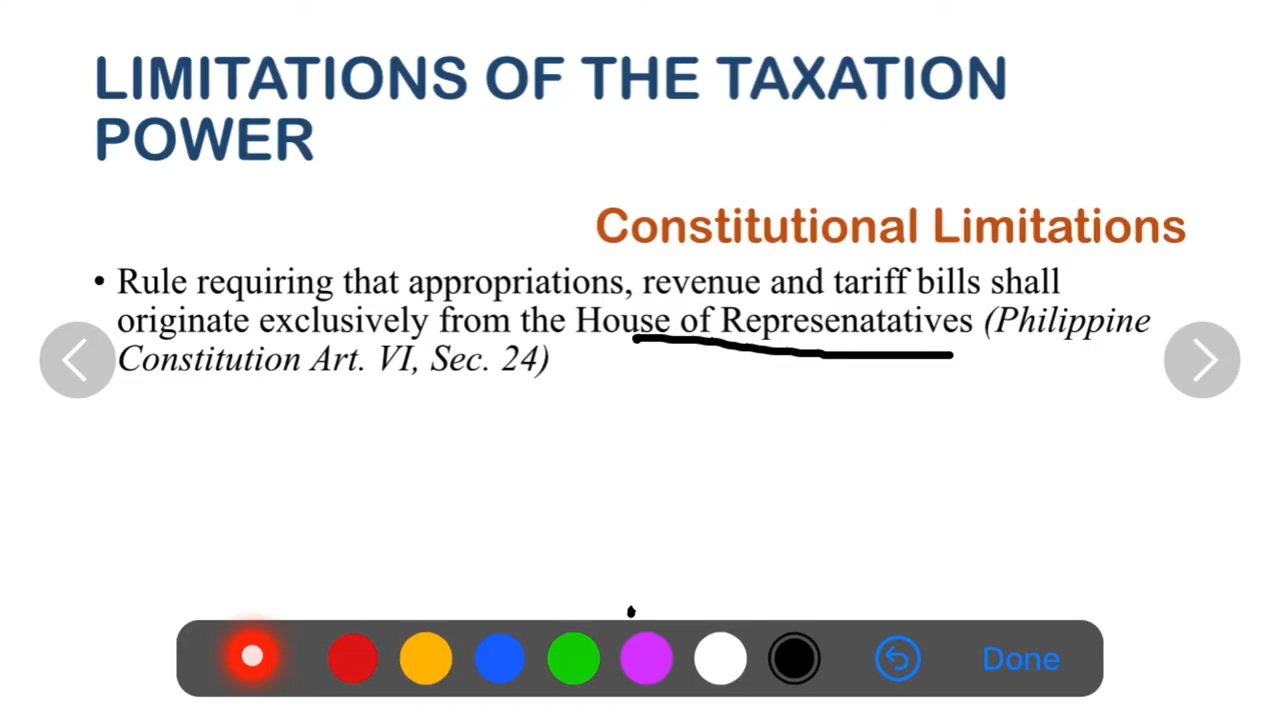 LIMITATIONS OF THE TAXATION
POWER
Constitutional Limitations
• Rule requiring that appropriations, revenue and tariff bills shall
originate exclusively from the House of Represenatatives (Philippine
Constitution Art. VI, Sec. 24)
Done